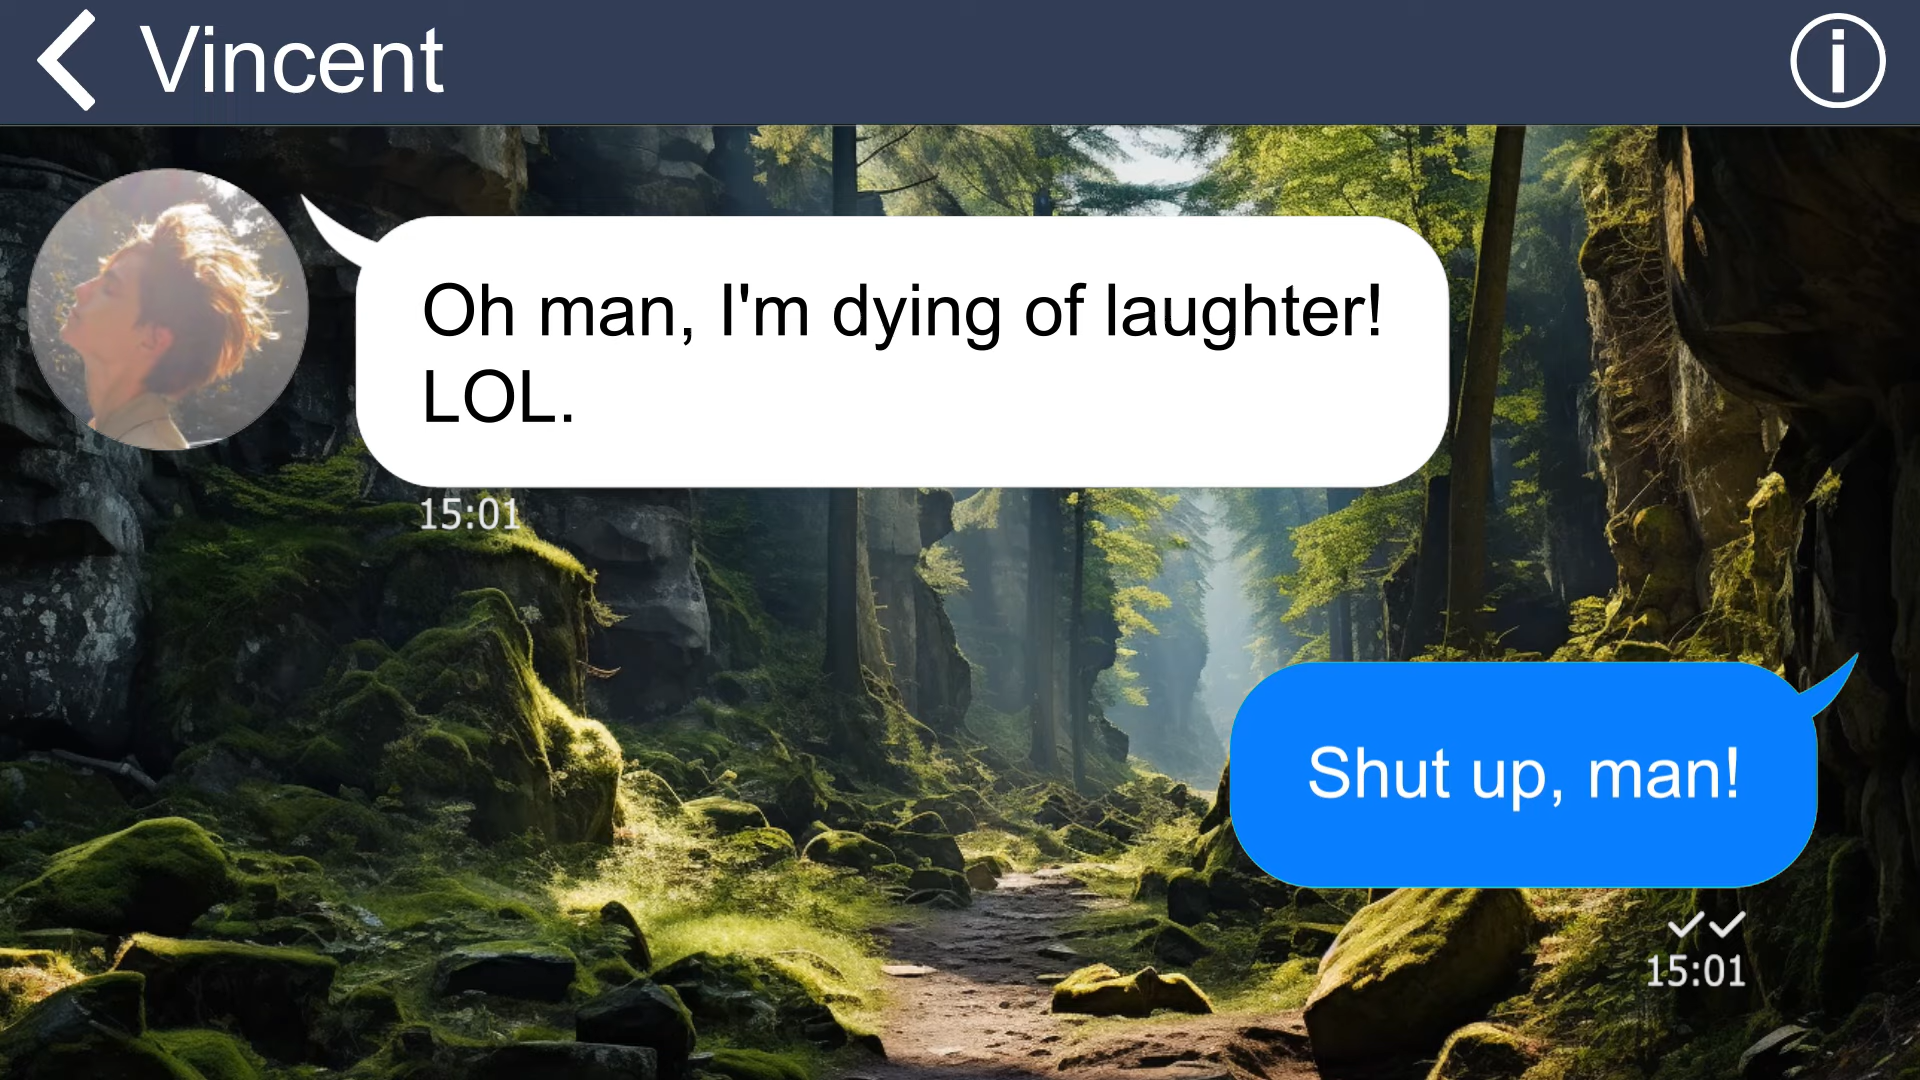 Vincent
Oh man, I'm dying of laughter!
LOL.
15:01
Shut up, man!
15:01